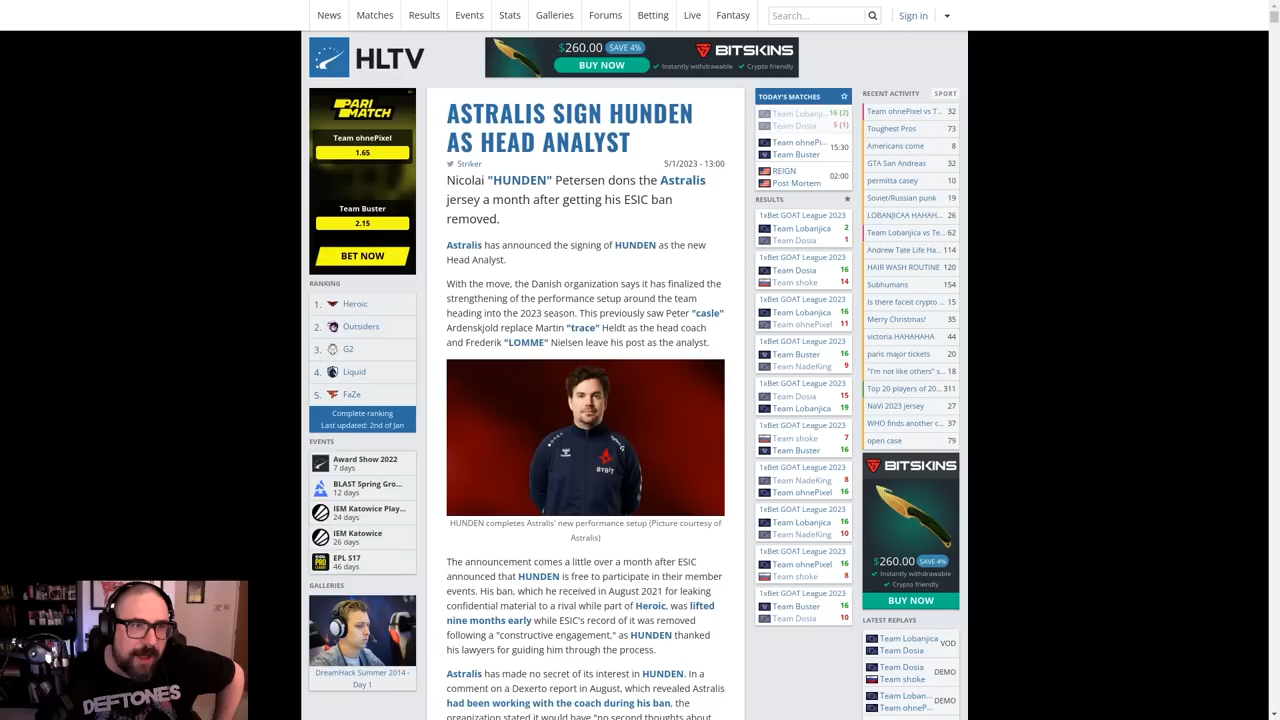 News
Matches
Results
Events
Stats
Galleries
Forums
Betting
Live
Fantasy
Search...
Sign in
HLTV
$260.00 SAVE 4%
BUY NOW
BITSKINS
✓ Instantly withdrawable ✓ Crypto friendly
PARI MATCH
Team ohnePixel
1.65
Team Buster
2.15
BET NOW
RANKING
1. Heroic
2. Outsiders
3. G2
4. Liquid
5. FaZe
Complete ranking
Last updated: 2nd of Jan
EVENTS
Award Show 2022
7 days
BLAST Spring Gro...
12 days
IEM Katowice Play...
24 days
IEM Katowice
26 days
EPL S17
46 days
GALLERIES
DreamHack Summer 2014 -
Day 1
DEFTONES
ASTRALIS SIGN HUNDEN
AS HEAD ANALYST
Striker
5/1/2023 - 13:00
Nicolai "HUNDEN" Petersen dons the Astralis
jersey a month after getting his ESIC ban
removed.
Astralis has announced the signing of HUNDEN as the new
Head Analyst.
With the move, the Danish organization says it has finalized the
strengthening of the performance setup around the team
heading into the 2023 season. This previously saw Peter "casle"
Ardenskjold replace Martin "trace" Heldt as the head coach
and Frederik "LOMME" Nielsen leave his post as the analyst.
BYBIT
HUNDEN completes Astralis' new performance setup (Picture courtesy of
Astralis)
The announcement comes a little over a month after ESIC
announced that HUNDEN is free to participate in their member
events. His ban, which he received in August 2021 for leaking
confidential material to a rival while part of Heroic, was lifted
nine months early while ESIC's record of it was removed
following a "constructive engagement," as HUNDEN thanked
his lawyers for guiding him through the process.
Astralis has made no secret of its interest in HUNDEN. In a
comment on a Dexerto report in August, which revealed Astralis
had been working with the coach during his ban, the
organization stated it would have "no second thoughts about
TODAY'S MATCHES
Team Lobanj... 16 (2)
Team Dosia 5 (1)
Team ohnePi...
15:30
Team Buster
REIGN
02:00
Post Mortem
RESULTS
1xBet GOAT League 2023
Team Lobanjica 2
Team Dosia 1
1xBet GOAT League 2023
Team Dosia 16
Team shoke 14
1xBet GOAT League 2023
Team Lobanjica 16
Team ohnePixel 11
1xBet GOAT League 2023
Team Buster 16
Team NadeKing 9
1xBet GOAT League 2023
Team Dosia 15
Team Lobanjica 19
1xBet GOAT League 2023
Team shoke 7
Team Buster 16
1xBet GOAT League 2023
Team NadeKing 8
Team ohnePixel 16
1xBet GOAT League 2023
Team Lobanjica 16
Team NadeKing 10
1xBet GOAT League 2023
Team ohnePixel 16
Team shoke 8
1xBet GOAT League 2023
Team Buster 16
Team Dosia 10
RECENT ACTIVITY SPORT
Team ohnePixel vs T... 32
Toughest Pros 73
Americans come 8
GTA San Andreas 32
permitta casey 10
Soviet/Russian punk 19
LOBANJICAA HAHAH... 26
Team Lobanjica vs Te... 62
Andrew Tate Life Ha... 114
HAIR WASH ROUTINE 120
Subhumans 154
Is there faceit crypto ... 15
Merry Christmas! 35
victoria HAHAHAHA 44
paris major tickets 20
"I'm not like others" s... 18
Top 20 players of 20... 311
NaVi 2023 jersey 27
WHO finds another c... 37
open case 79
BITSKINS
$260.00 SAVE 4%
✓ Instantly withdrawable
✓ Crypto friendly
BUY NOW
LATEST REPLAYS
Team Lobanjica
VOD
Team Dosia
Team Dosia
DEMO
Team shoke
Team Loban...
DEMO
Team ohneP...